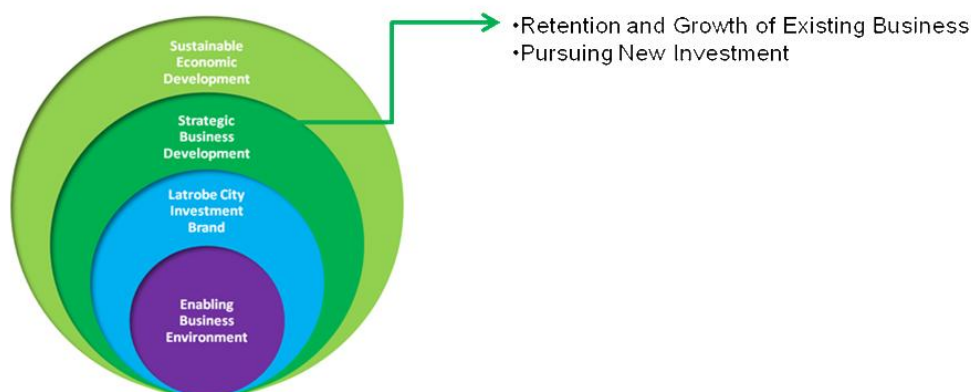 Sustainable
Economic
Development
Strategic
Business
Development
Latrobe City
Investment
Brand
Enabling
Business
Environment
•Retention and Growth of Existing Business
•Pursuing New Investment